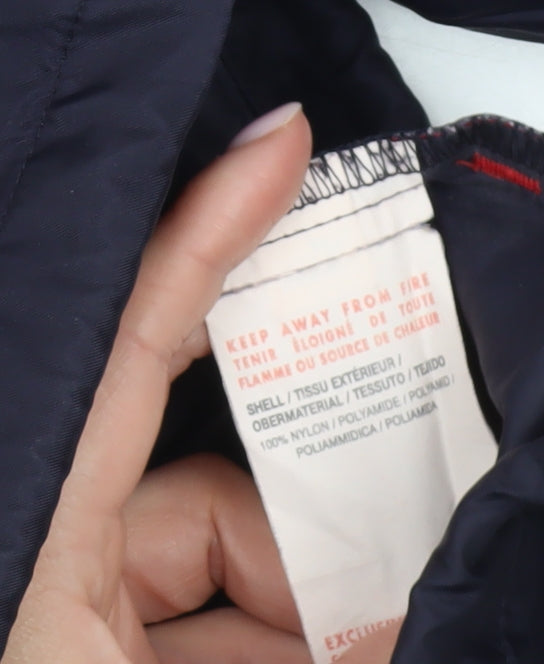 KEEP AWAY FROM FIRE
TENIR ÉLOIGNÉ DE TOUTE
FLAMME OU SOURCE DE CHALEUR
SHELL / TISSU EXTÉRIEUR /
OBERMATERIAL / TESSUTO / TEJIDO
100% NYLON / POLYAMIDE / POLYAMID /
POLIAMMIDICA / POLIAMIDA